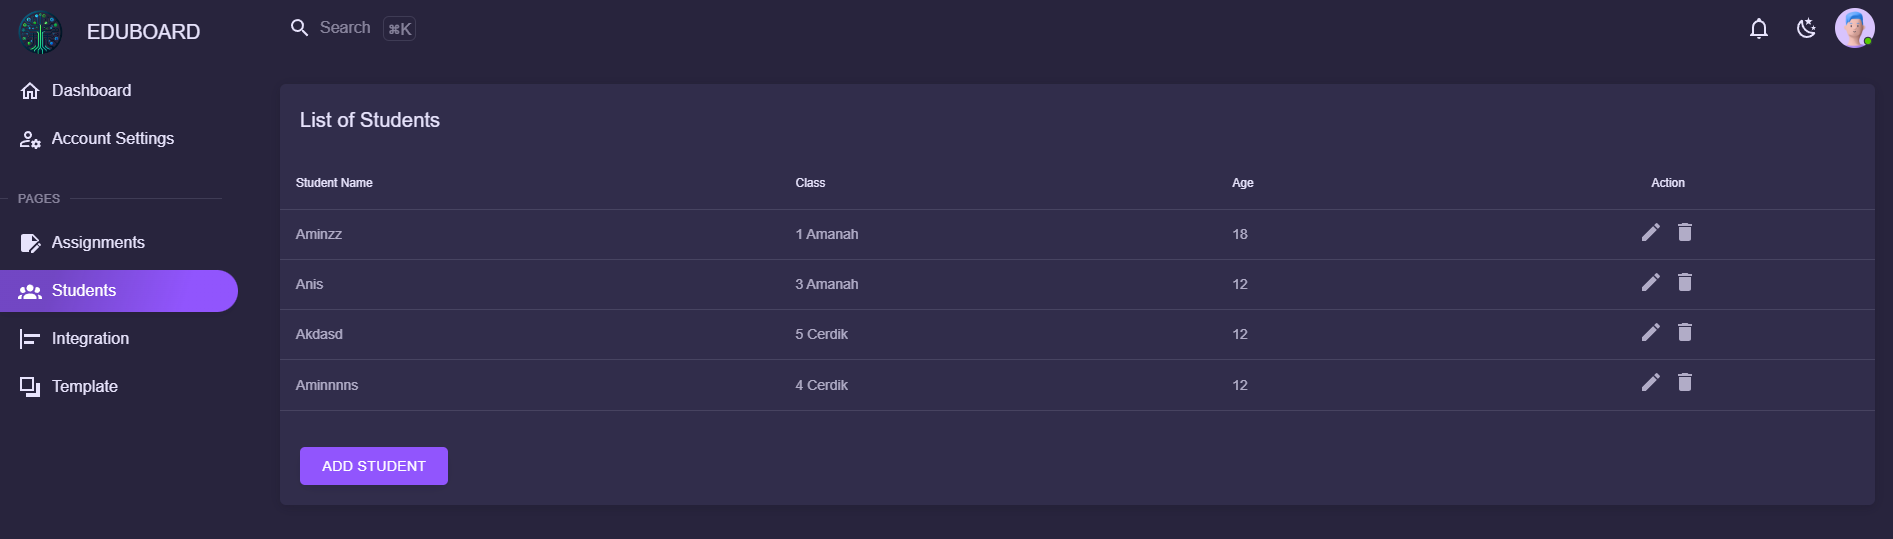 EDUBOARD
Search ⌘K
Dashboard
Account Settings
PAGES
Assignments
Students
Integration
Template
List of Students
Student Name Class Age Action
Aminzz 1 Amanah 18
Anis 3 Amanah 12
Akdasd 5 Cerdik 12
Aminnnns 4 Cerdik 12
ADD STUDENT